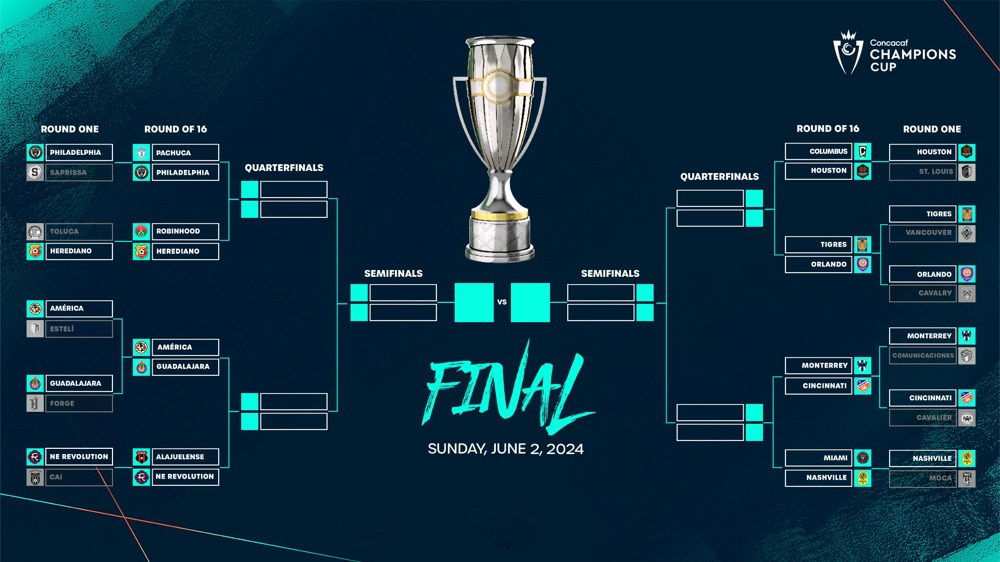 Concacaf
CHAMPIONS
CUP
ROUND ONE
PHILADELPHIA
SAPRISSA
TOLUCA
HEREDIANO
AMÉRICA
ESTELÍ
GUADALAJARA
FORGE
NE REVOLUTION
CAI
ROUND OF 16
PACHUCA
PHILADELPHIA
ROBINHOOD
HEREDIANO
AMÉRICA
GUADALAJARA
ALAJUELENSE
NE REVOLUTION
QUARTERFINALS
SEMIFINALS
VS
FINAL
SUNDAY, JUNE 2, 2024
SEMIFINALS
QUARTERFINALS
ROUND OF 16
COLUMBUS
HOUSTON
TIGRES
ORLANDO
MONTERREY
CINCINNATI
MIAMI
NASHVILLE
ROUND ONE
HOUSTON
ST. LOUIS
TIGRES
VANCOUVER
ORLANDO
CAVALRY
MONTERREY
COMUNICACIONES
CINCINNATI
CAVALIER
NASHVILLE
MOCA